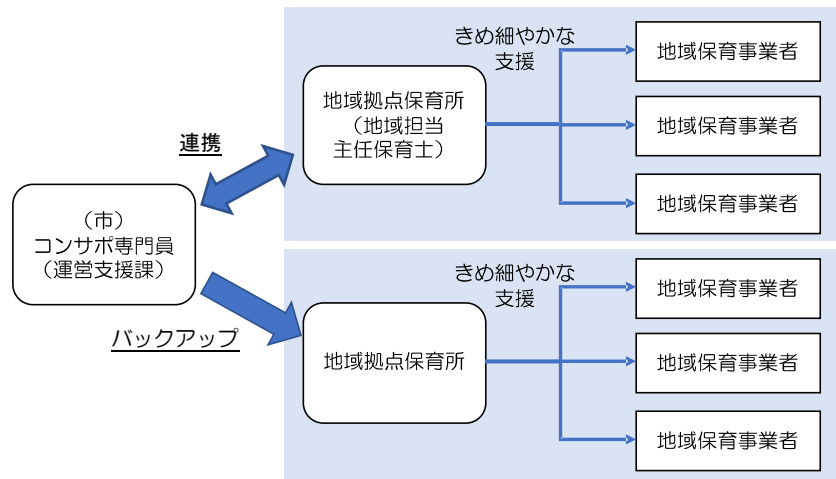 （市）
コンサポ専門員
（運営支援課）
連携
バックアップ
地域拠点保育所
（地域担当
主任保育士）
きめ細やかな
支援
地域保育事業者
地域保育事業者
地域保育事業者
地域拠点保育所
きめ細やかな
支援
地域保育事業者
地域保育事業者
地域保育事業者